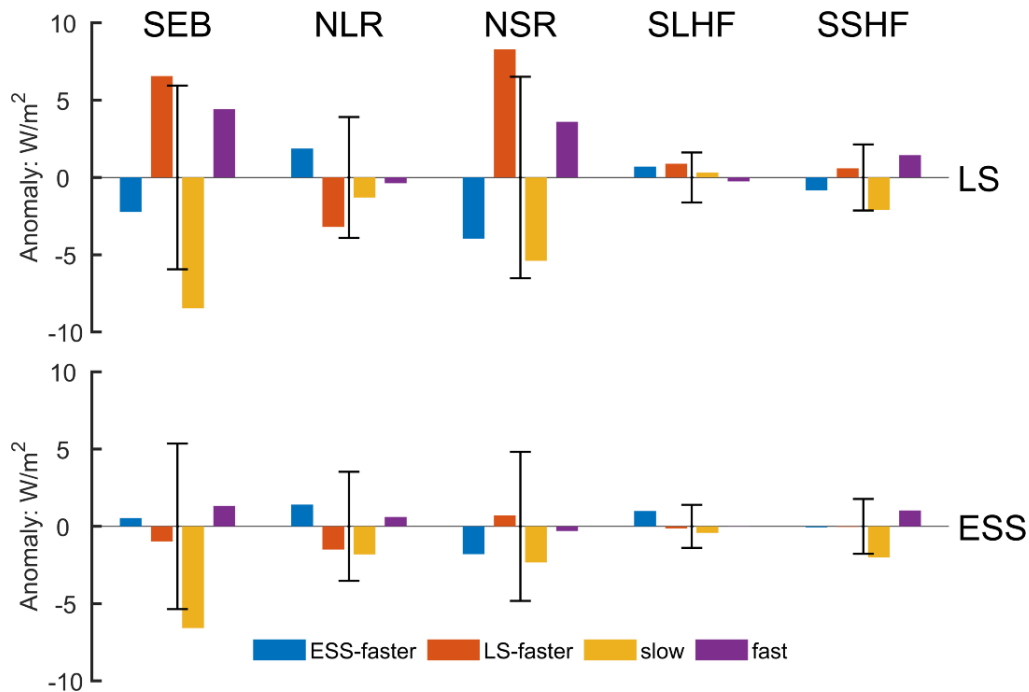 SEB NLR NSR SLHF SSHF
10
5
0
-5
-10
Anomaly: W/m²
LS
10
5
0
-5
-10
Anomaly: W/m²
ESS
ESS-faster LS-faster slow fast